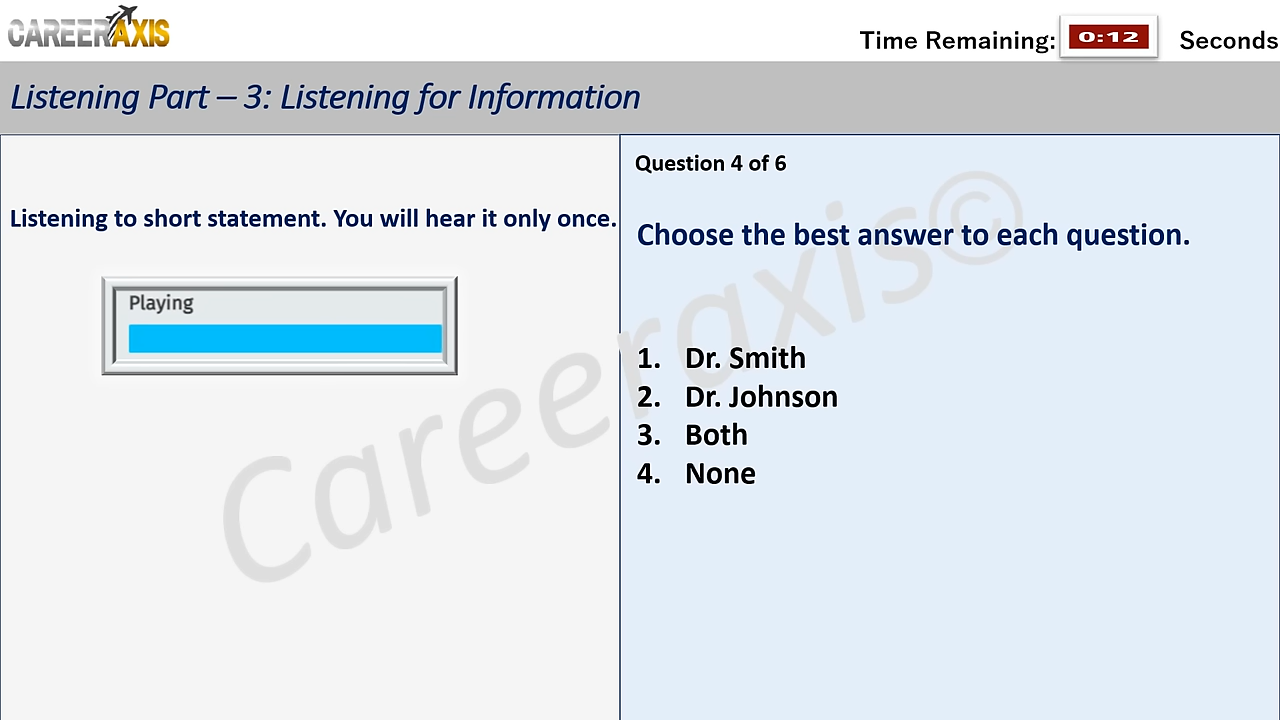 CAREERAXIS
Time Remaining: 0:12 Seconds
Listening Part – 3: Listening for Information
Listening to short statement. You will hear it only once.
Playing
Question 4 of 6
Choose the best answer to each question.
1. Dr. Smith
2. Dr. Johnson
3. Both
4. None
Careeraxis©